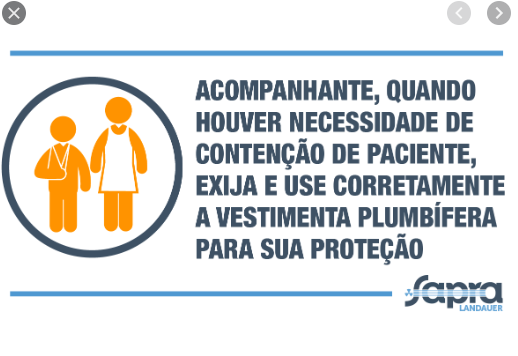 ACOMPANHANTE, QUANDO
HOUVER NECESSIDADE DE
CONTENÇÃO DE PACIENTE,
EXIJA E USE CORRETAMENTE
A VESTIMENTA PLUMBÍFERA
PARA SUA PROTEÇÃO
Sapra
LANDAUER